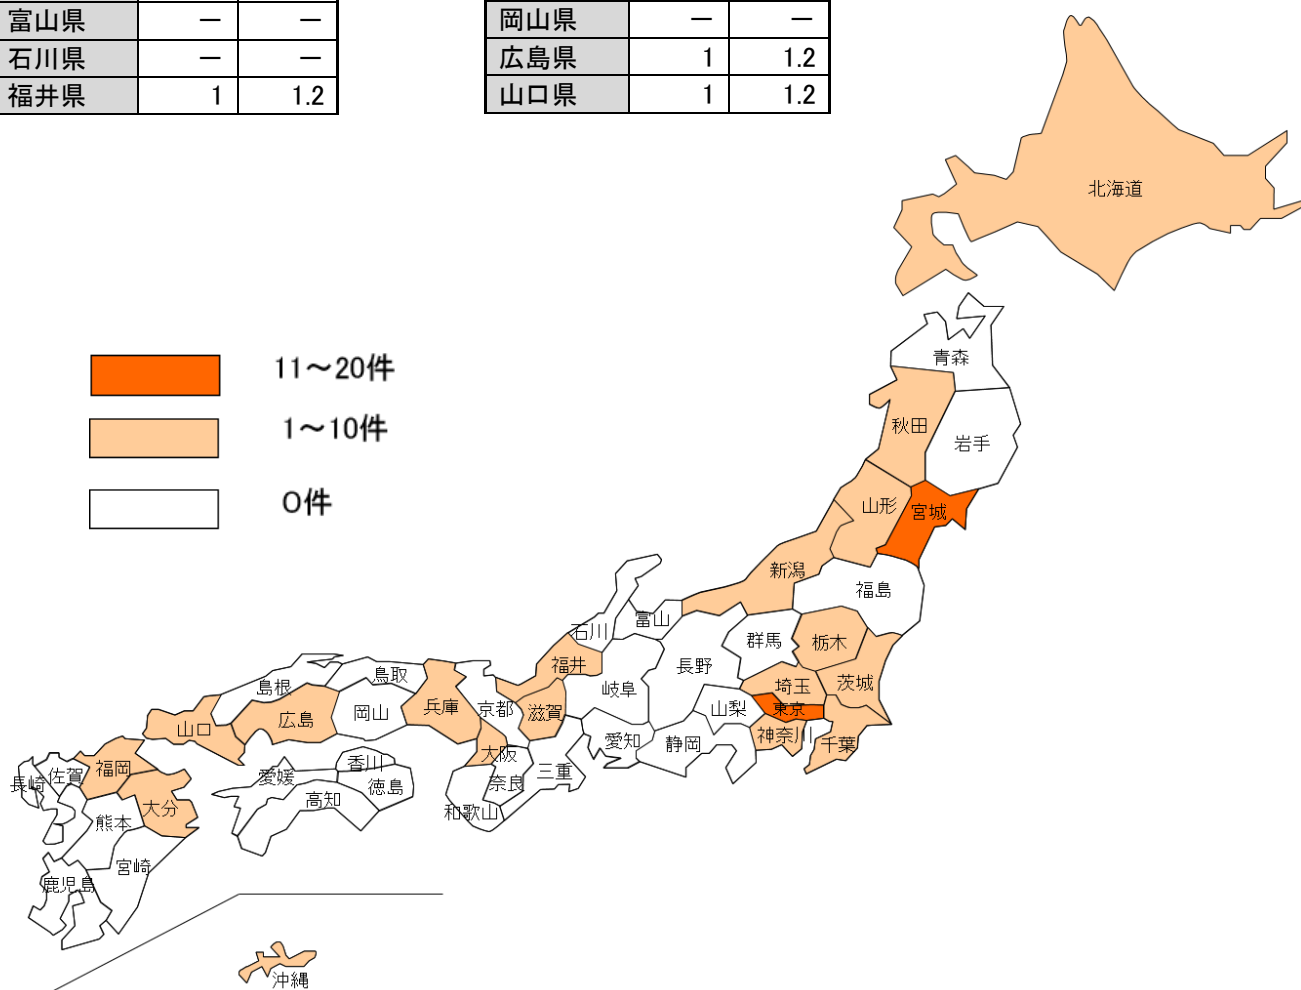 富山県 － －
石川県 － －
福井県 1 1.2
岡山県 － －
広島県 1 1.2
山口県 1 1.2
11～20件
1～10件
0件
北海道
青森
秋田
岩手
山形
宮城
新潟
福島
富山
石川
群馬
栃木
福井
長野
茨城
鳥取
岐阜
埼玉
島根
兵庫
京都
滋賀
山梨
東京
岡山
広島
山口
愛知
静岡
神奈川
千葉
大阪
香川
三重
福岡
佐賀
長崎
愛媛
徳島
奈良
高知
大分
和歌山
熊本
宮崎
鹿児島
沖縄